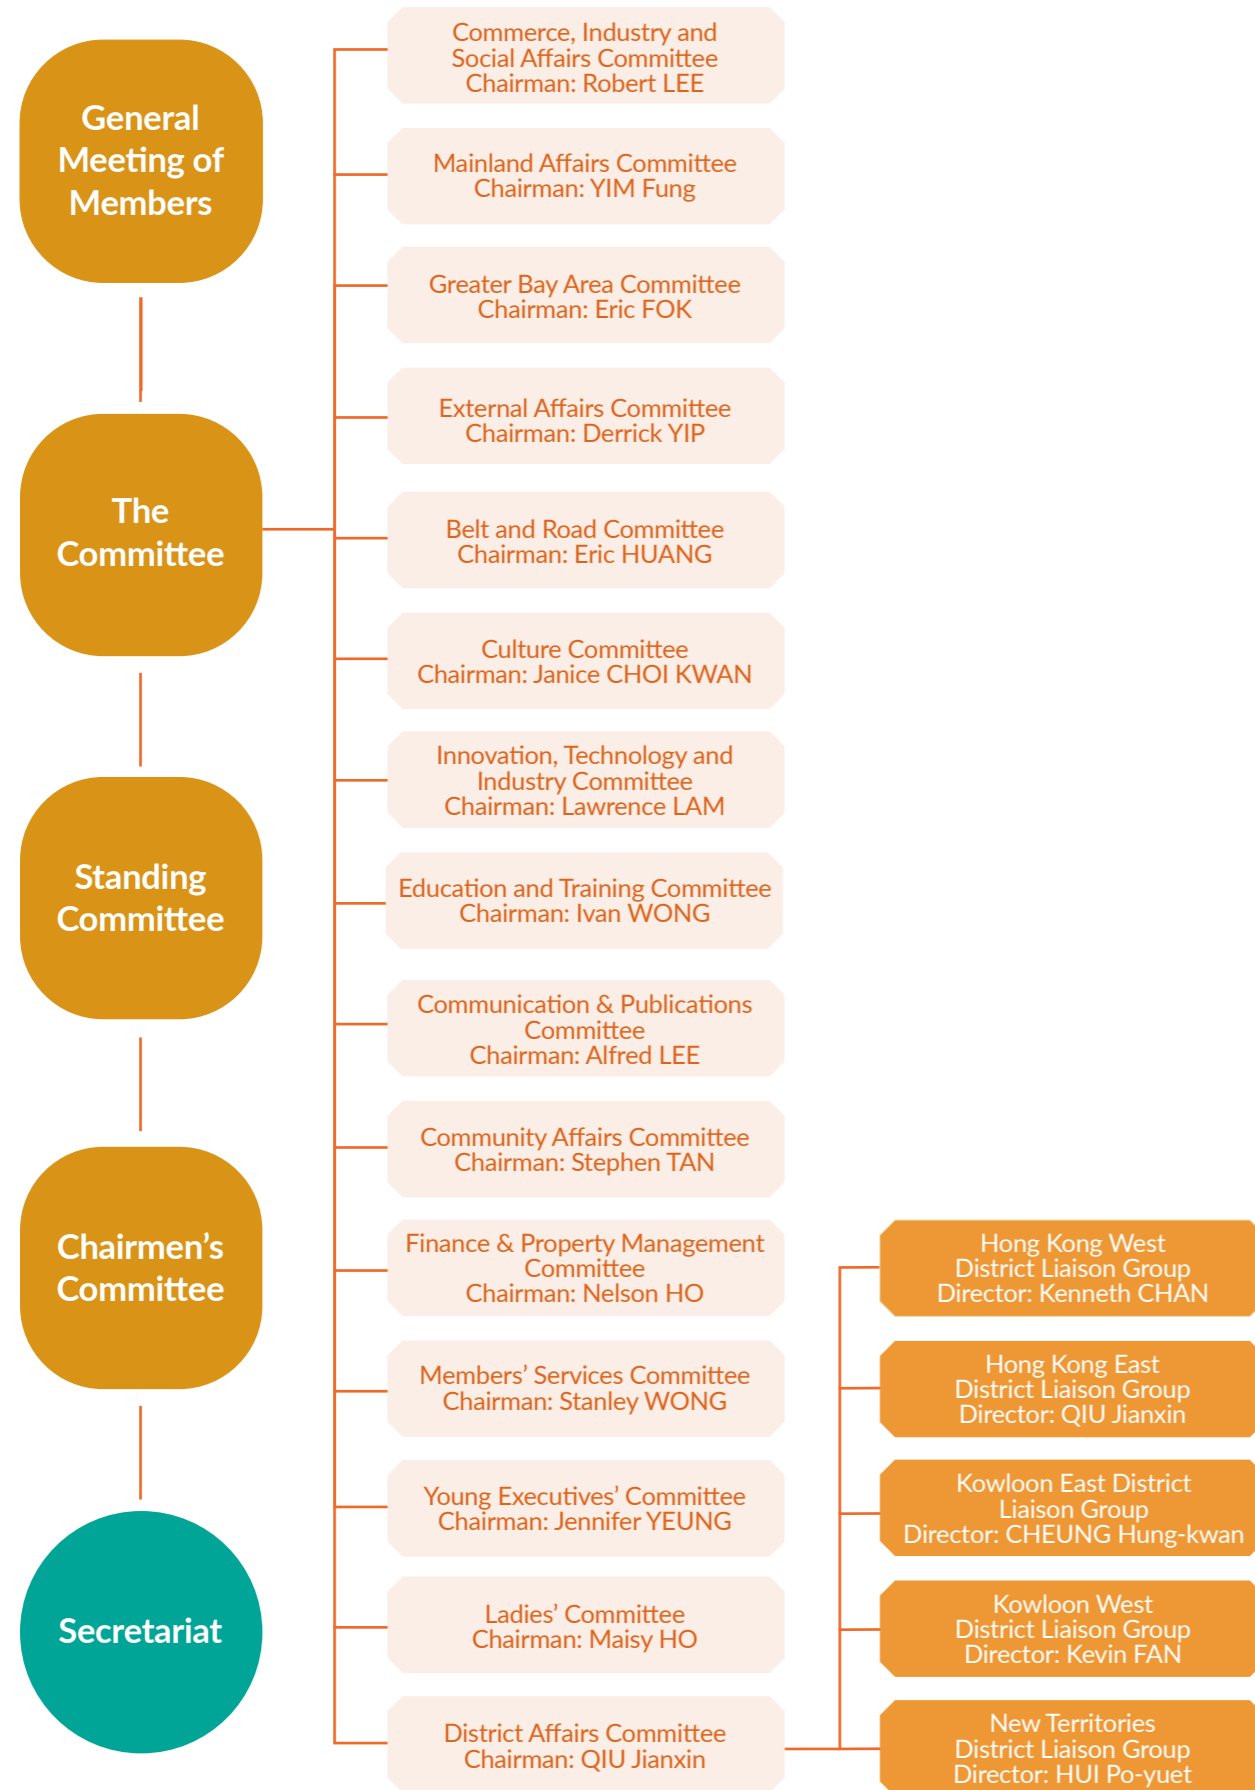 General
Meeting of
Members
The
Committee
Standing
Committee
Chairmen’s
Committee
Secretariat
Commerce, Industry and
Social Affairs Committee
Chairman: Robert LEE
Mainland Affairs Committee
Chairman: YIM Fung
Greater Bay Area Committee
Chairman: Eric FOK
External Affairs Committee
Chairman: Derrick YIP
Belt and Road Committee
Chairman: Eric HUANG
Culture Committee
Chairman: Janice CHOI KWAN
Innovation, Technology and
Industry Committee
Chairman: Lawrence LAM
Education and Training Committee
Chairman: Ivan WONG
Communication & Publications
Committee
Chairman: Alfred LEE
Community Affairs Committee
Chairman: Stephen TAN
Finance & Property Management
Committee
Chairman: Nelson HO
Members’ Services Committee
Chairman: Stanley WONG
Young Executives’ Committee
Chairman: Jennifer YEUNG
Ladies’ Committee
Chairman: Maisy HO
District Affairs Committee
Chairman: QIU Jianxin
Hong Kong West
District Liaison Group
Director: Kenneth CHAN
Hong Kong East
District Liaison Group
Director: QIU Jianxin
Kowloon East District
Liaison Group
Director: CHEUNG Hung-kwan
Kowloon West
District Liaison Group
Director: Kevin FAN
New Territories
District Liaison Group
Director: HUI Po-yuet